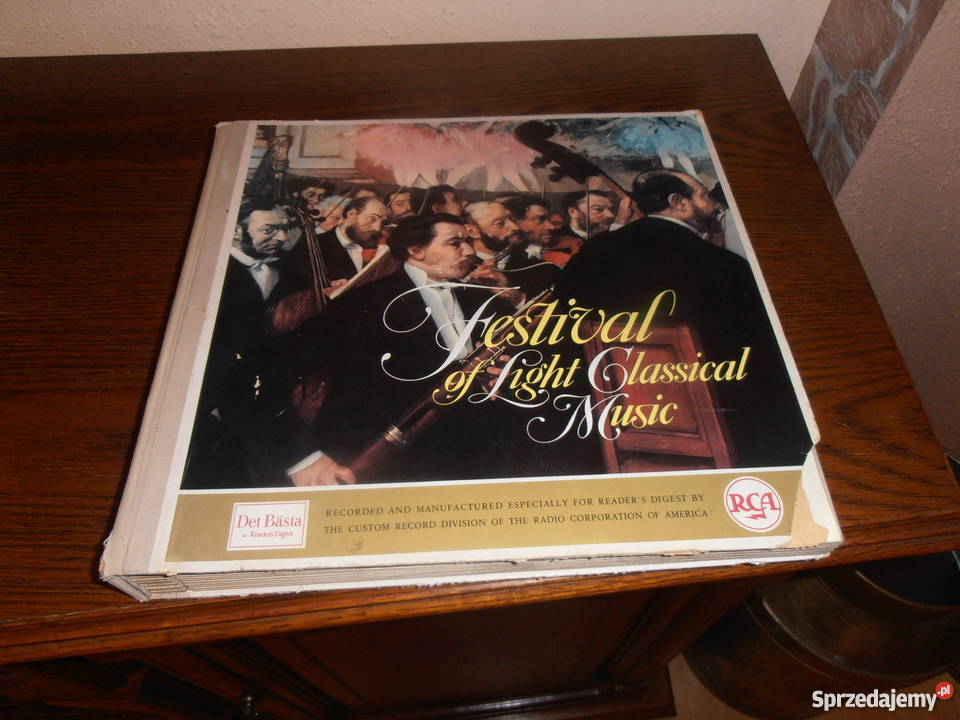 Festival
of Light Classical
Music
Det Bästa
av Reader's Digest
RECORDED AND MANUFACTURED ESPECIALLY FOR READER'S DIGEST BY
THE CUSTOM RECORD DIVISION OF THE RADIO CORPORATION OF AMERICA
RCA
Sprzedajemy.pl